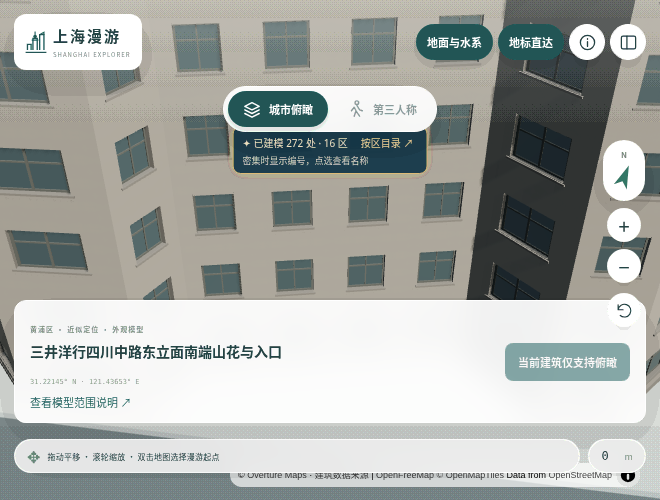 上海漫游
SHANGHAI EXPLORER
地面与水系
地标直达
城市俯瞰
第三人称
✦ 已建模 272 处 · 16 区 按区目录 ↗
密集时显示编号，点选查看名称
N
+
−
黄浦区 · 近似定位 · 外观模型
三井洋行四川中路东立面南端山花与入口
31.22145° N · 121.43653° E
查看模型范围说明 ↗
当前建筑仅支持俯瞰
拖动平移 · 滚轮缩放 · 双击地图选择漫游起点
0 m
© Overture Maps · 建筑数据来源 | OpenFreeMap © OpenMapTiles Data from OpenStreetMap